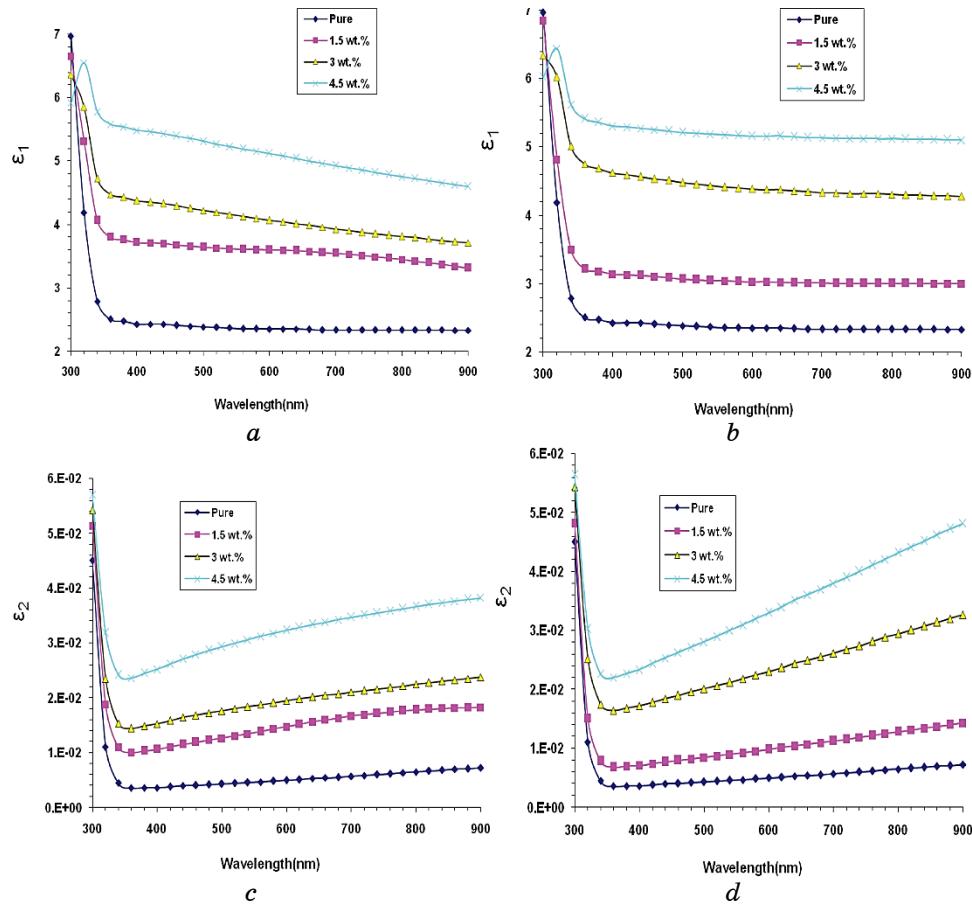 Pure
1.5 wt.%
3 wt.%
4.5 wt.%
7
6
5
4
3
2
ε1
300 400 500 600 700 800 900
Wavelength(nm)
a
Pure
1.5 wt.%
3 wt.%
4.5 wt.%
7
6
5
4
3
2
ε1
300 400 500 600 700 800 900
Wavelength(nm)
b
Pure
1.5 wt.%
3 wt.%
4.5 wt.%
6.E-02
5.E-02
4.E-02
3.E-02
2.E-02
1.E-02
0.E+00
ε2
300 400 500 600 700 800 900
Wavelength(nm)
c
Pure
1.5 wt.%
3 wt.%
4.5 wt.%
6.E-02
5.E-02
4.E-02
3.E-02
2.E-02
1.E-02
0.E+00
ε2
300 400 500 600 700 800 900
Wavelength(nm)
d